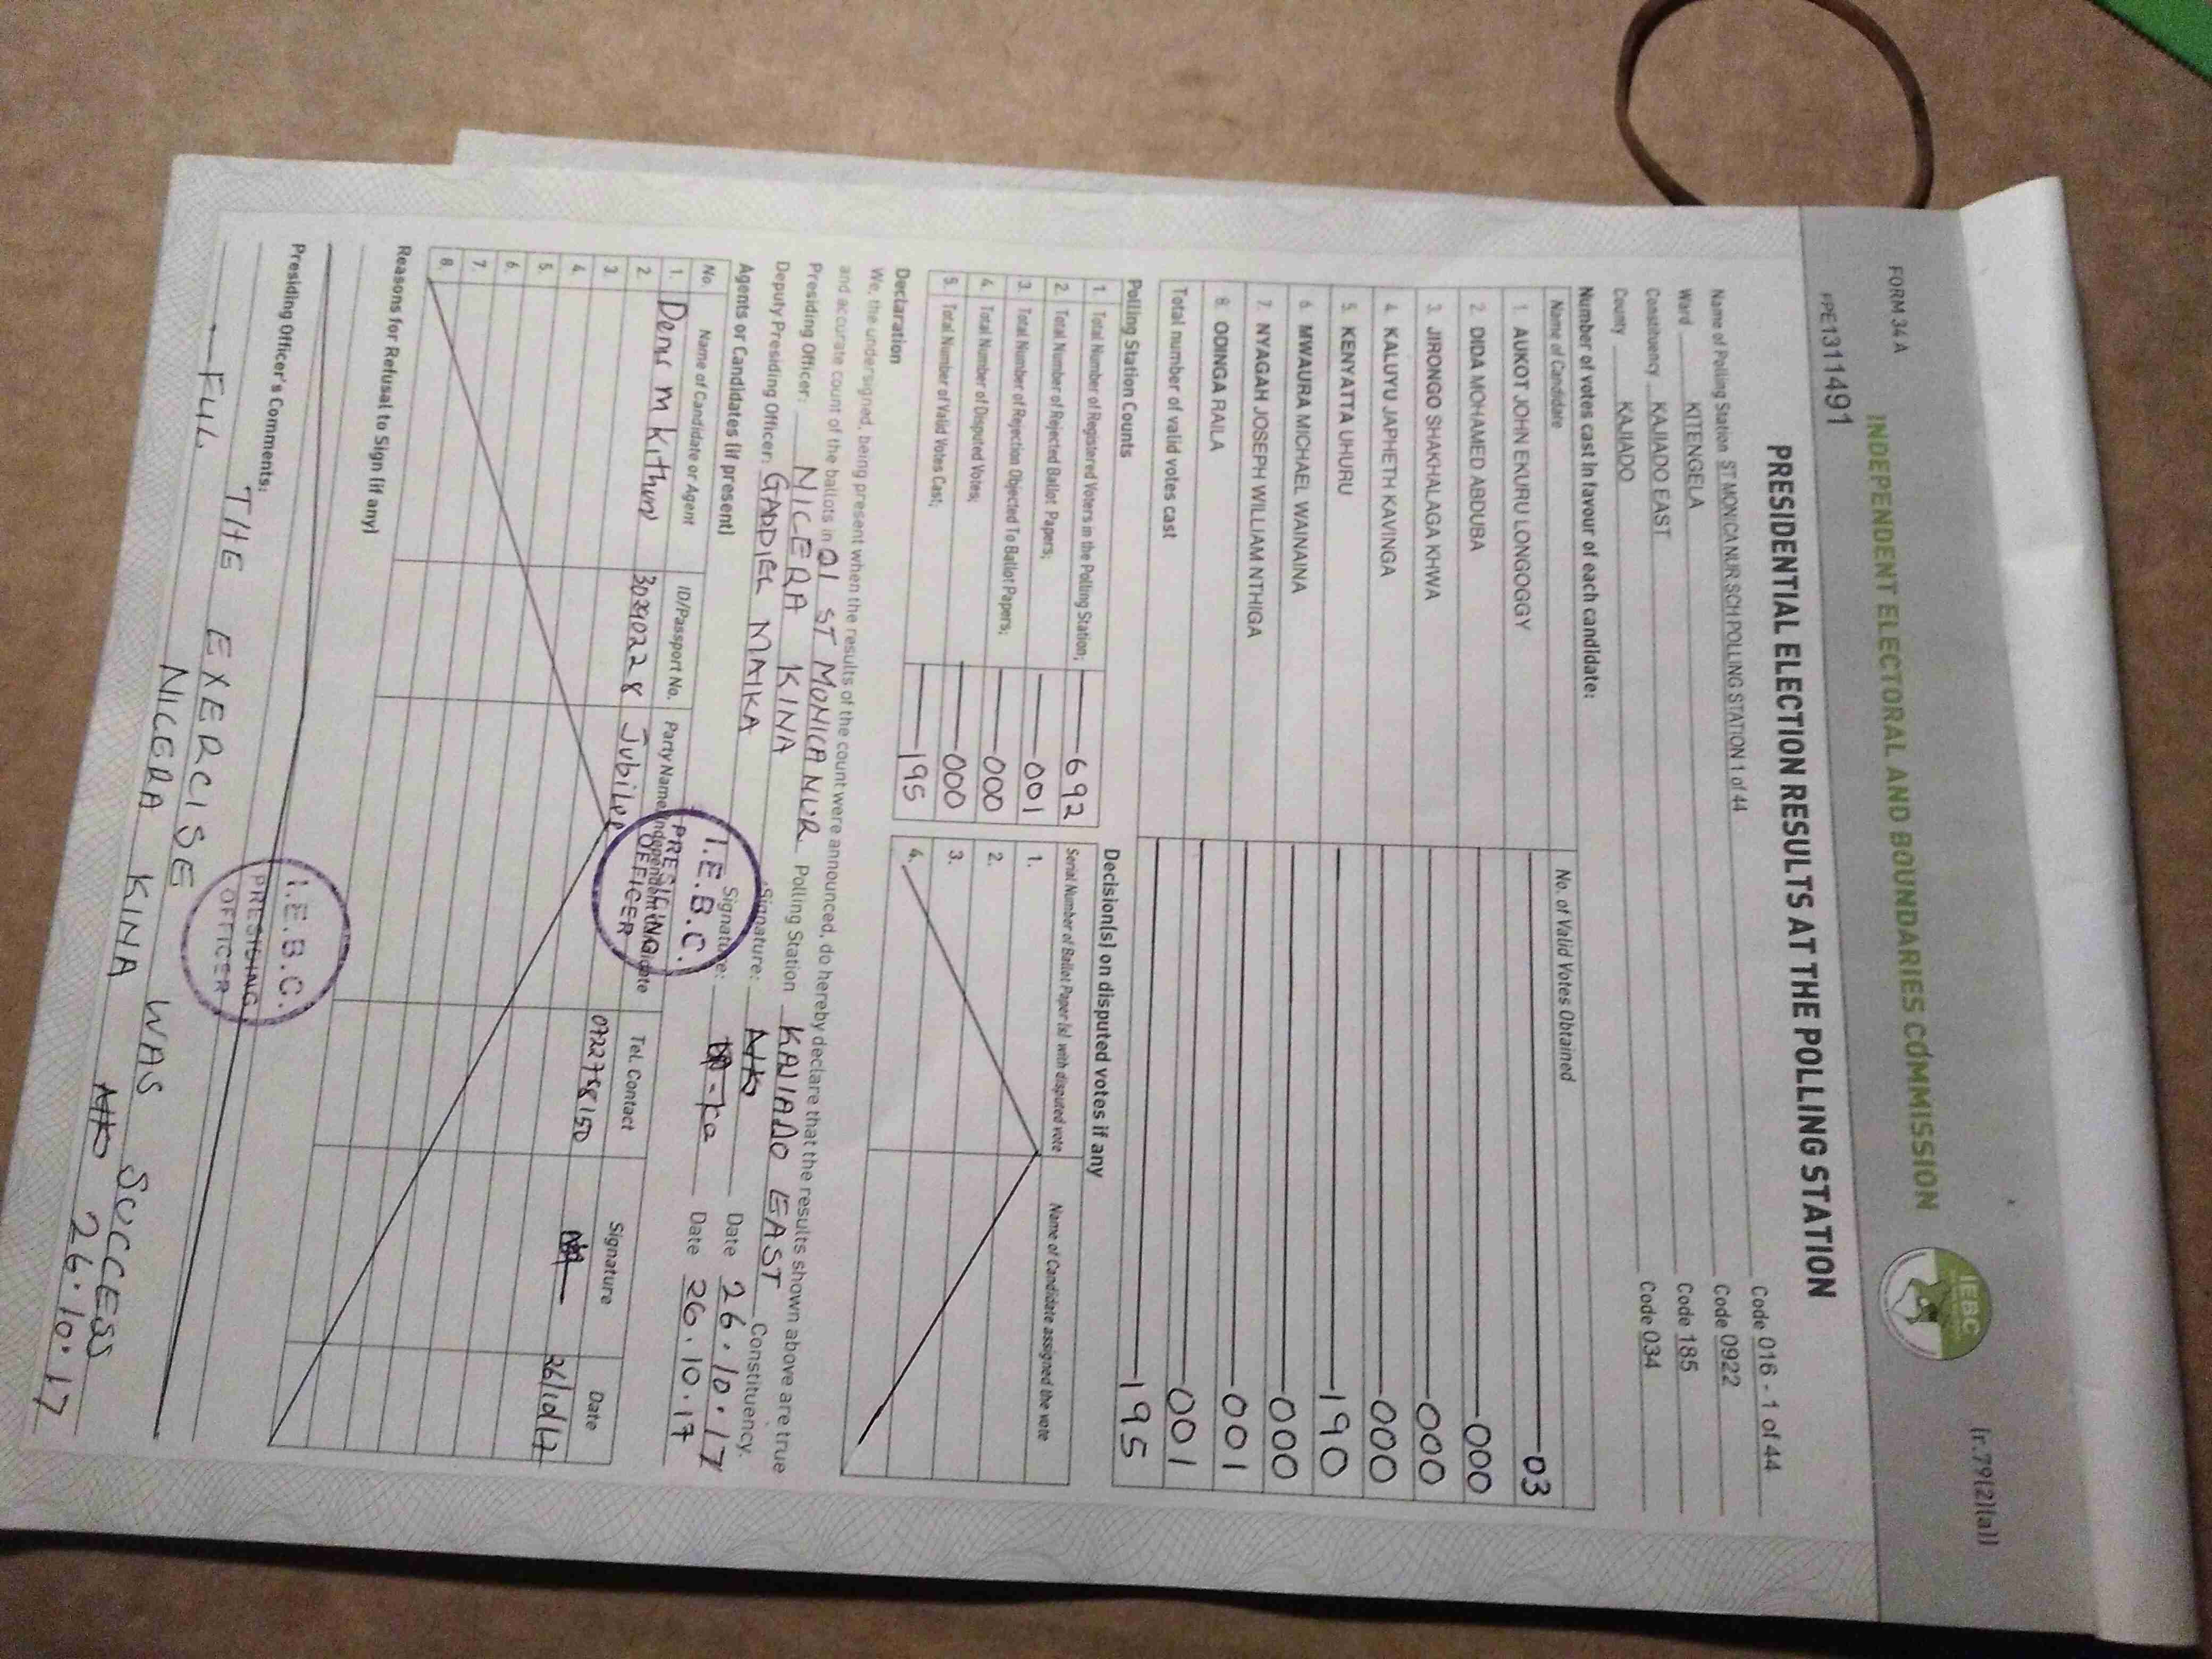 FORM 34 A
(r.79(2)(a))
INDEPENDENT ELECTORAL AND BOUNDARIES COMMISSION
IEBC
PPE1311491
PRESIDENTIAL ELECTION RESULTS AT THE POLLING STATION
Name of Polling Station ST MONICA NUR SCH POLLING STATION 1 of 44 Code 016 - 1 of 44
Ward KITENGELA Code 0922
Constituency KAJIADO EAST Code 185
County KAJIADO Code 034
Number of votes cast in favour of each candidate:
Name of Candidate No. of Valid Votes Obtained
1. AUKOT JOHN EKURU LONGOGGY 03
2. DIDA MOHAMED ABDUBA 000
3. JIRONGO SHAKHALAGA KHWA 000
4. KALUYU JAPHETH KAVINGA 000
5. KENYATTA UHURU 190
6. MWAURA MICHAEL WAINAINA 000
7. NYAGAH JOSEPH WILLIAM NTHIGA 001
8. ODINGA RAILA 001
Total number of valid votes cast 195
Polling Station Counts
1. Total Number of Registered Voters in the Polling Station; 692
2. Total Number of Rejected Ballot Papers; 001
3. Total Number of Rejection Objected To Ballot Papers; 000
4. Total Number of Disputed Votes; 000
5. Total Number of Valid Votes Cast; 195
Decision(s) on disputed votes if any
Serial Number of Ballot Paper (s) with disputed vote Name of Candidate assigned the vote
1.
2.
3.
4.
Declaration
We, the undersigned, being present when the results of the count were announced, do hereby declare that the results shown above are true
and accurate count of the ballots in 01 ST MONICA NUR Polling Station KAJIADO EAST Constituency.
Presiding Officer: NICERA KINA Signature: Date 26.10.17
Deputy Presiding Officer: GADDIEL MAIKA Signature: Date 26.10.17
Agents or Candidates (if present)
No. Name of Candidate or Agent ID/Passport No. Party Name/Independent Candidate Tel. Contact Signature Date
1. Denis M Kithure 30290228 Jubilee 0722758150 26/10/17
2.
3.
4.
5.
6.
7.
8.
I.E.B.C.
PRESIDING
OFFICER
Reasons for Refusal to Sign (if any)
Presiding Officer's Comments:
THE EXERCISE WAS SUCCESS
FULL NICERA KINA 26.10.17
I.E.B.C.
PRESIDING
OFFICER